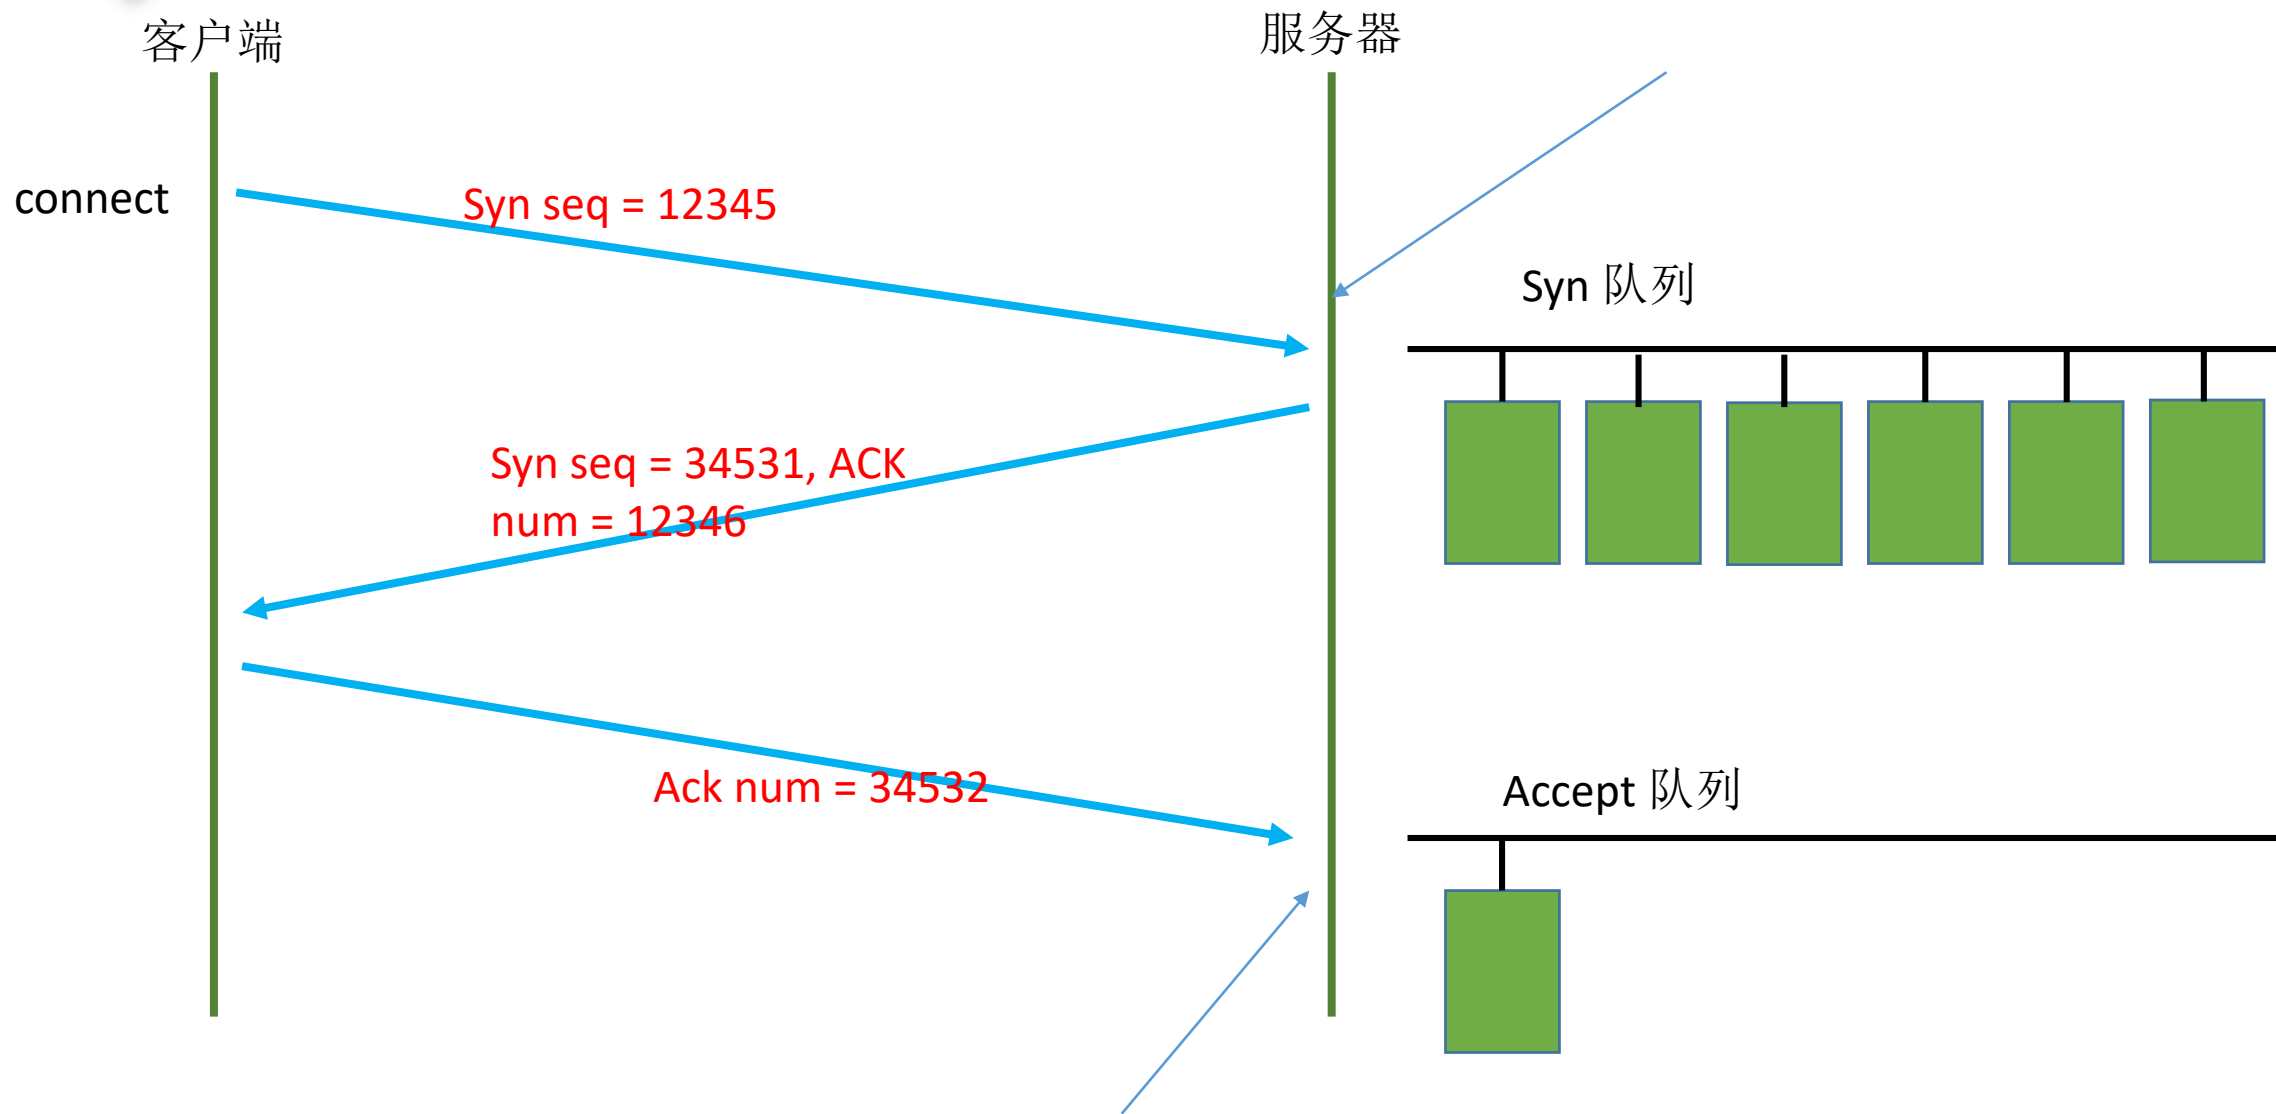 客户端
服务器
connect
Syn seq = 12345
Syn 队列
Syn seq = 34531, ACK
num = 12346
Ack num = 34532
Accept 队列